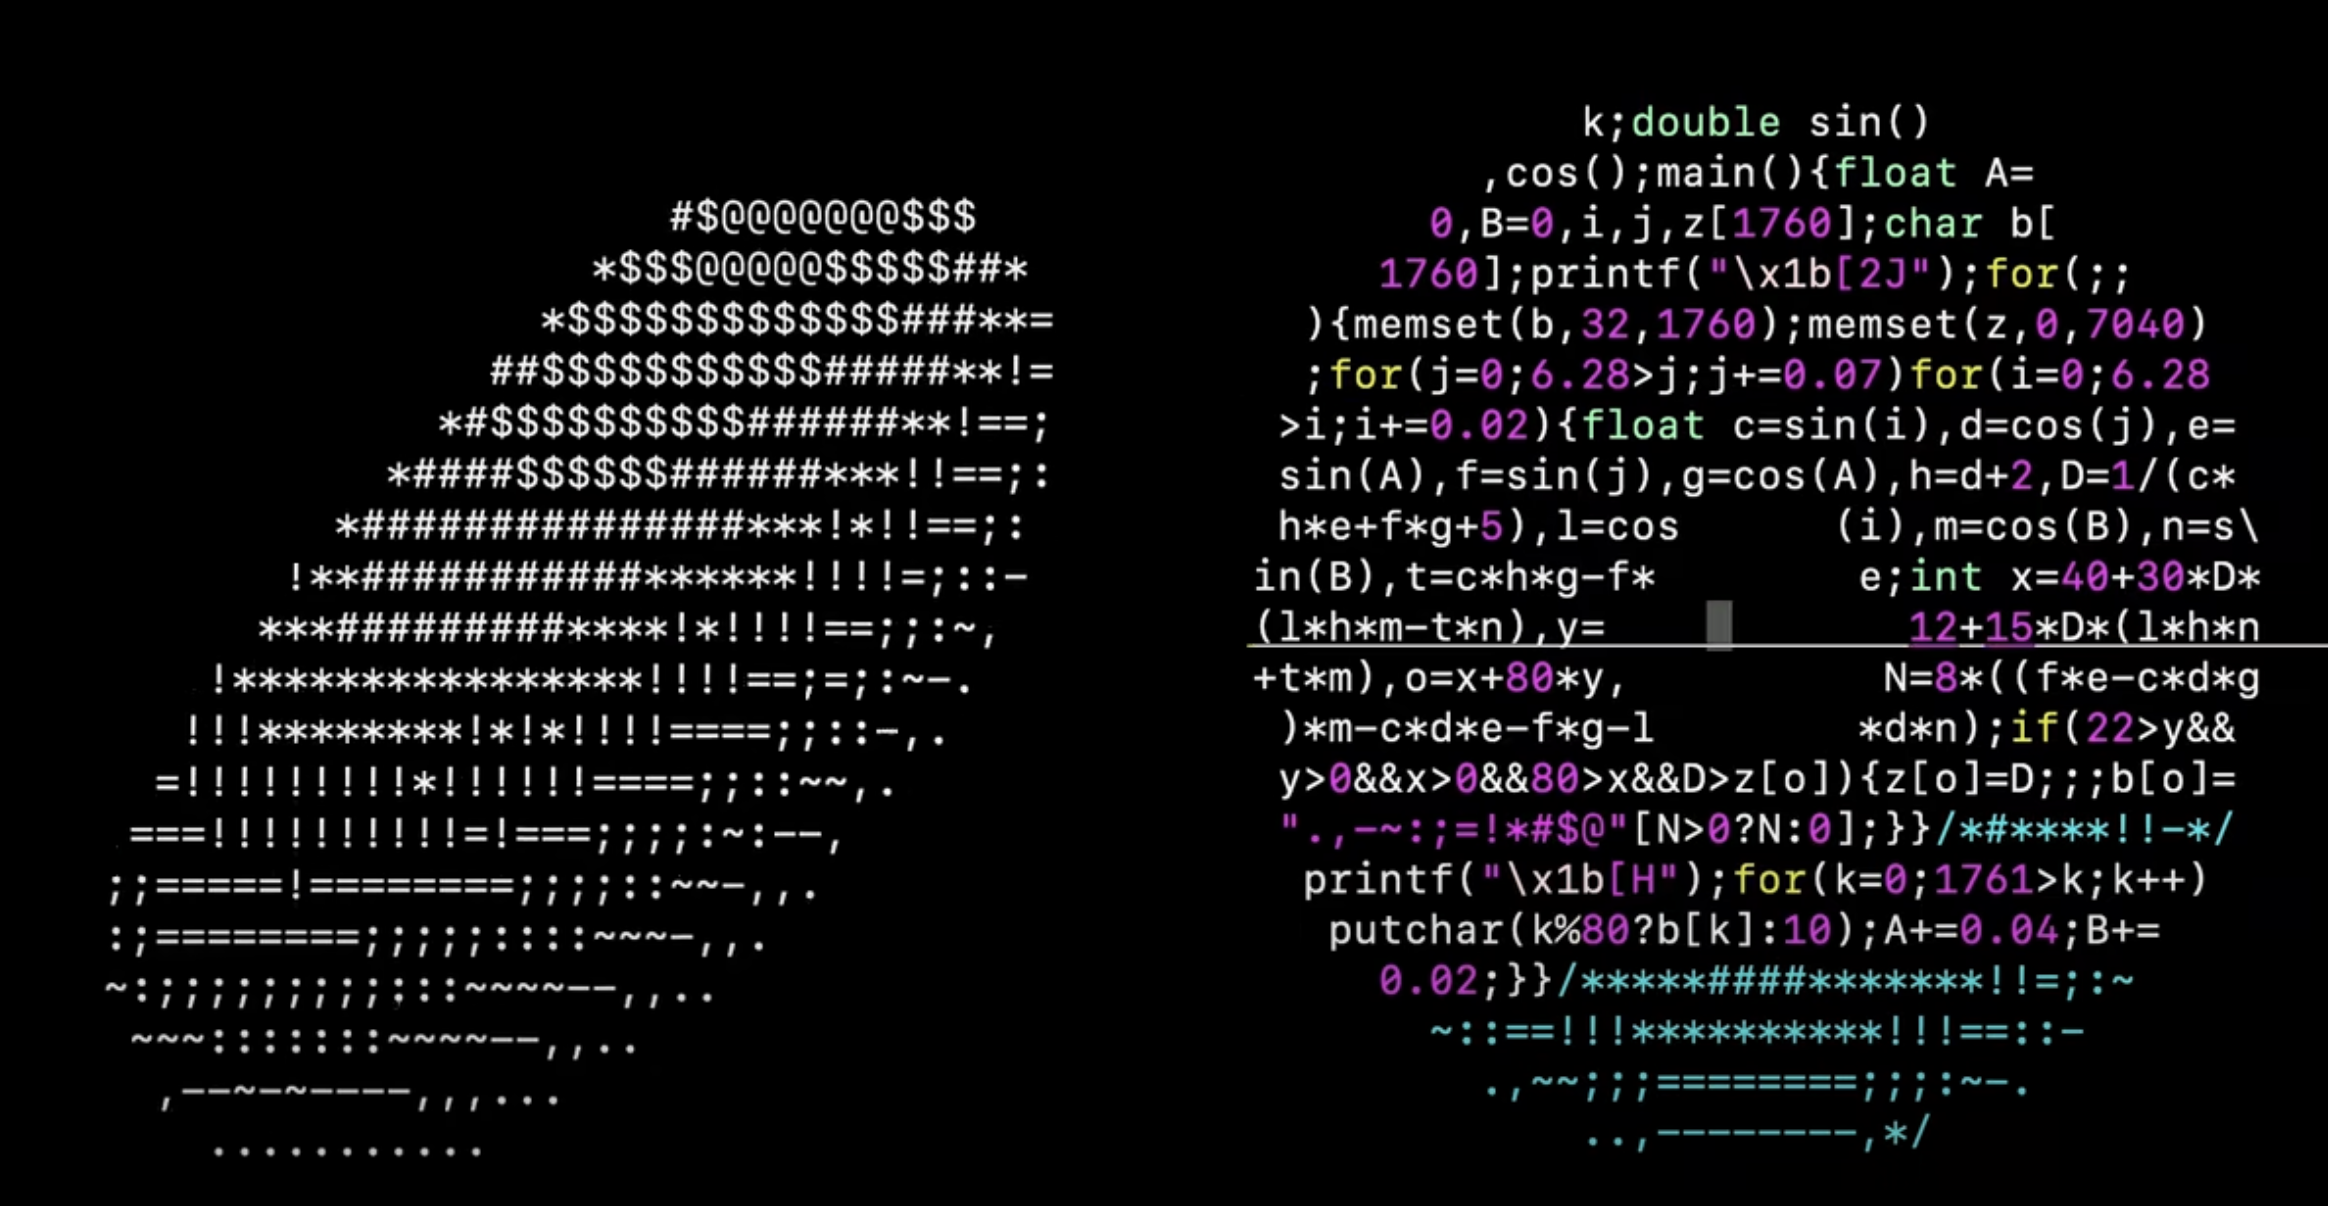 #$@@@@@@@$$$
*$$$@@@@@$$$$$##*
*$$$$$$$$$$$$$###**=
##$$$$$$$$$$$#####**!=
*#$$$$$$$$$$######**!==;
*####$$$$$$######***!!==;:
*###############***!*!!==;:
!**###########******!!!!=;::-
***#########****!*!!!!==;;:~,
!****************!!!!==;=;:~-.
!!!********!*!*!!!!====;;::-,.
=!!!!!!!!!*!!!!!!====;;::~~,.
===!!!!!!!!!!=!===;;;;:~:--,
;;=====!========;;;;::~~-,,.
:;========;;;;;::::~~~-,,.
~:;;;;;;;;;;:::~~~~--,,..
~~~:::::::~~~~--,,..
,--~-~----,,,...
...........
k;double sin()
,cos();main(){float A=
0,B=0,i,j,z[1760];char b[
1760];printf("\x1b[2J");for(;;
){memset(b,32,1760);memset(z,0,7040)
;for(j=0;6.28>j;j+=0.07)for(i=0;6.28
>i;i+=0.02){float c=sin(i),d=cos(j),e=
sin(A),f=sin(j),g=cos(A),h=d+2,D=1/(c*
h*e+f*g+5),l=cos      (i),m=cos(B),n=s\
in(B),t=c*h*g-f*        e;int x=40+30*D*
(l*h*m-t*n),y=            12+15*D*(l*h*n
+t*m),o=x+80*y,          N=8*((f*e-c*d*g
)*m-c*d*e-f*g-l        *d*n);if(22>y&&
y>0&&x>0&&80>x&&D>z[o]){z[o]=D;;;b[o]=
".,-~:;=!*#$@"[N>0?N:0];}}/*#****!!-*/
printf("\x1b[H");for(k=0;1761>k;k++)
putchar(k%80?b[k]:10);A+=0.04;B+=
0.02;}}/*****####*******!!=;:~
~::==!!!**********!!!==::-
.,~~;;;========;;;:~-.
..,--------,*/